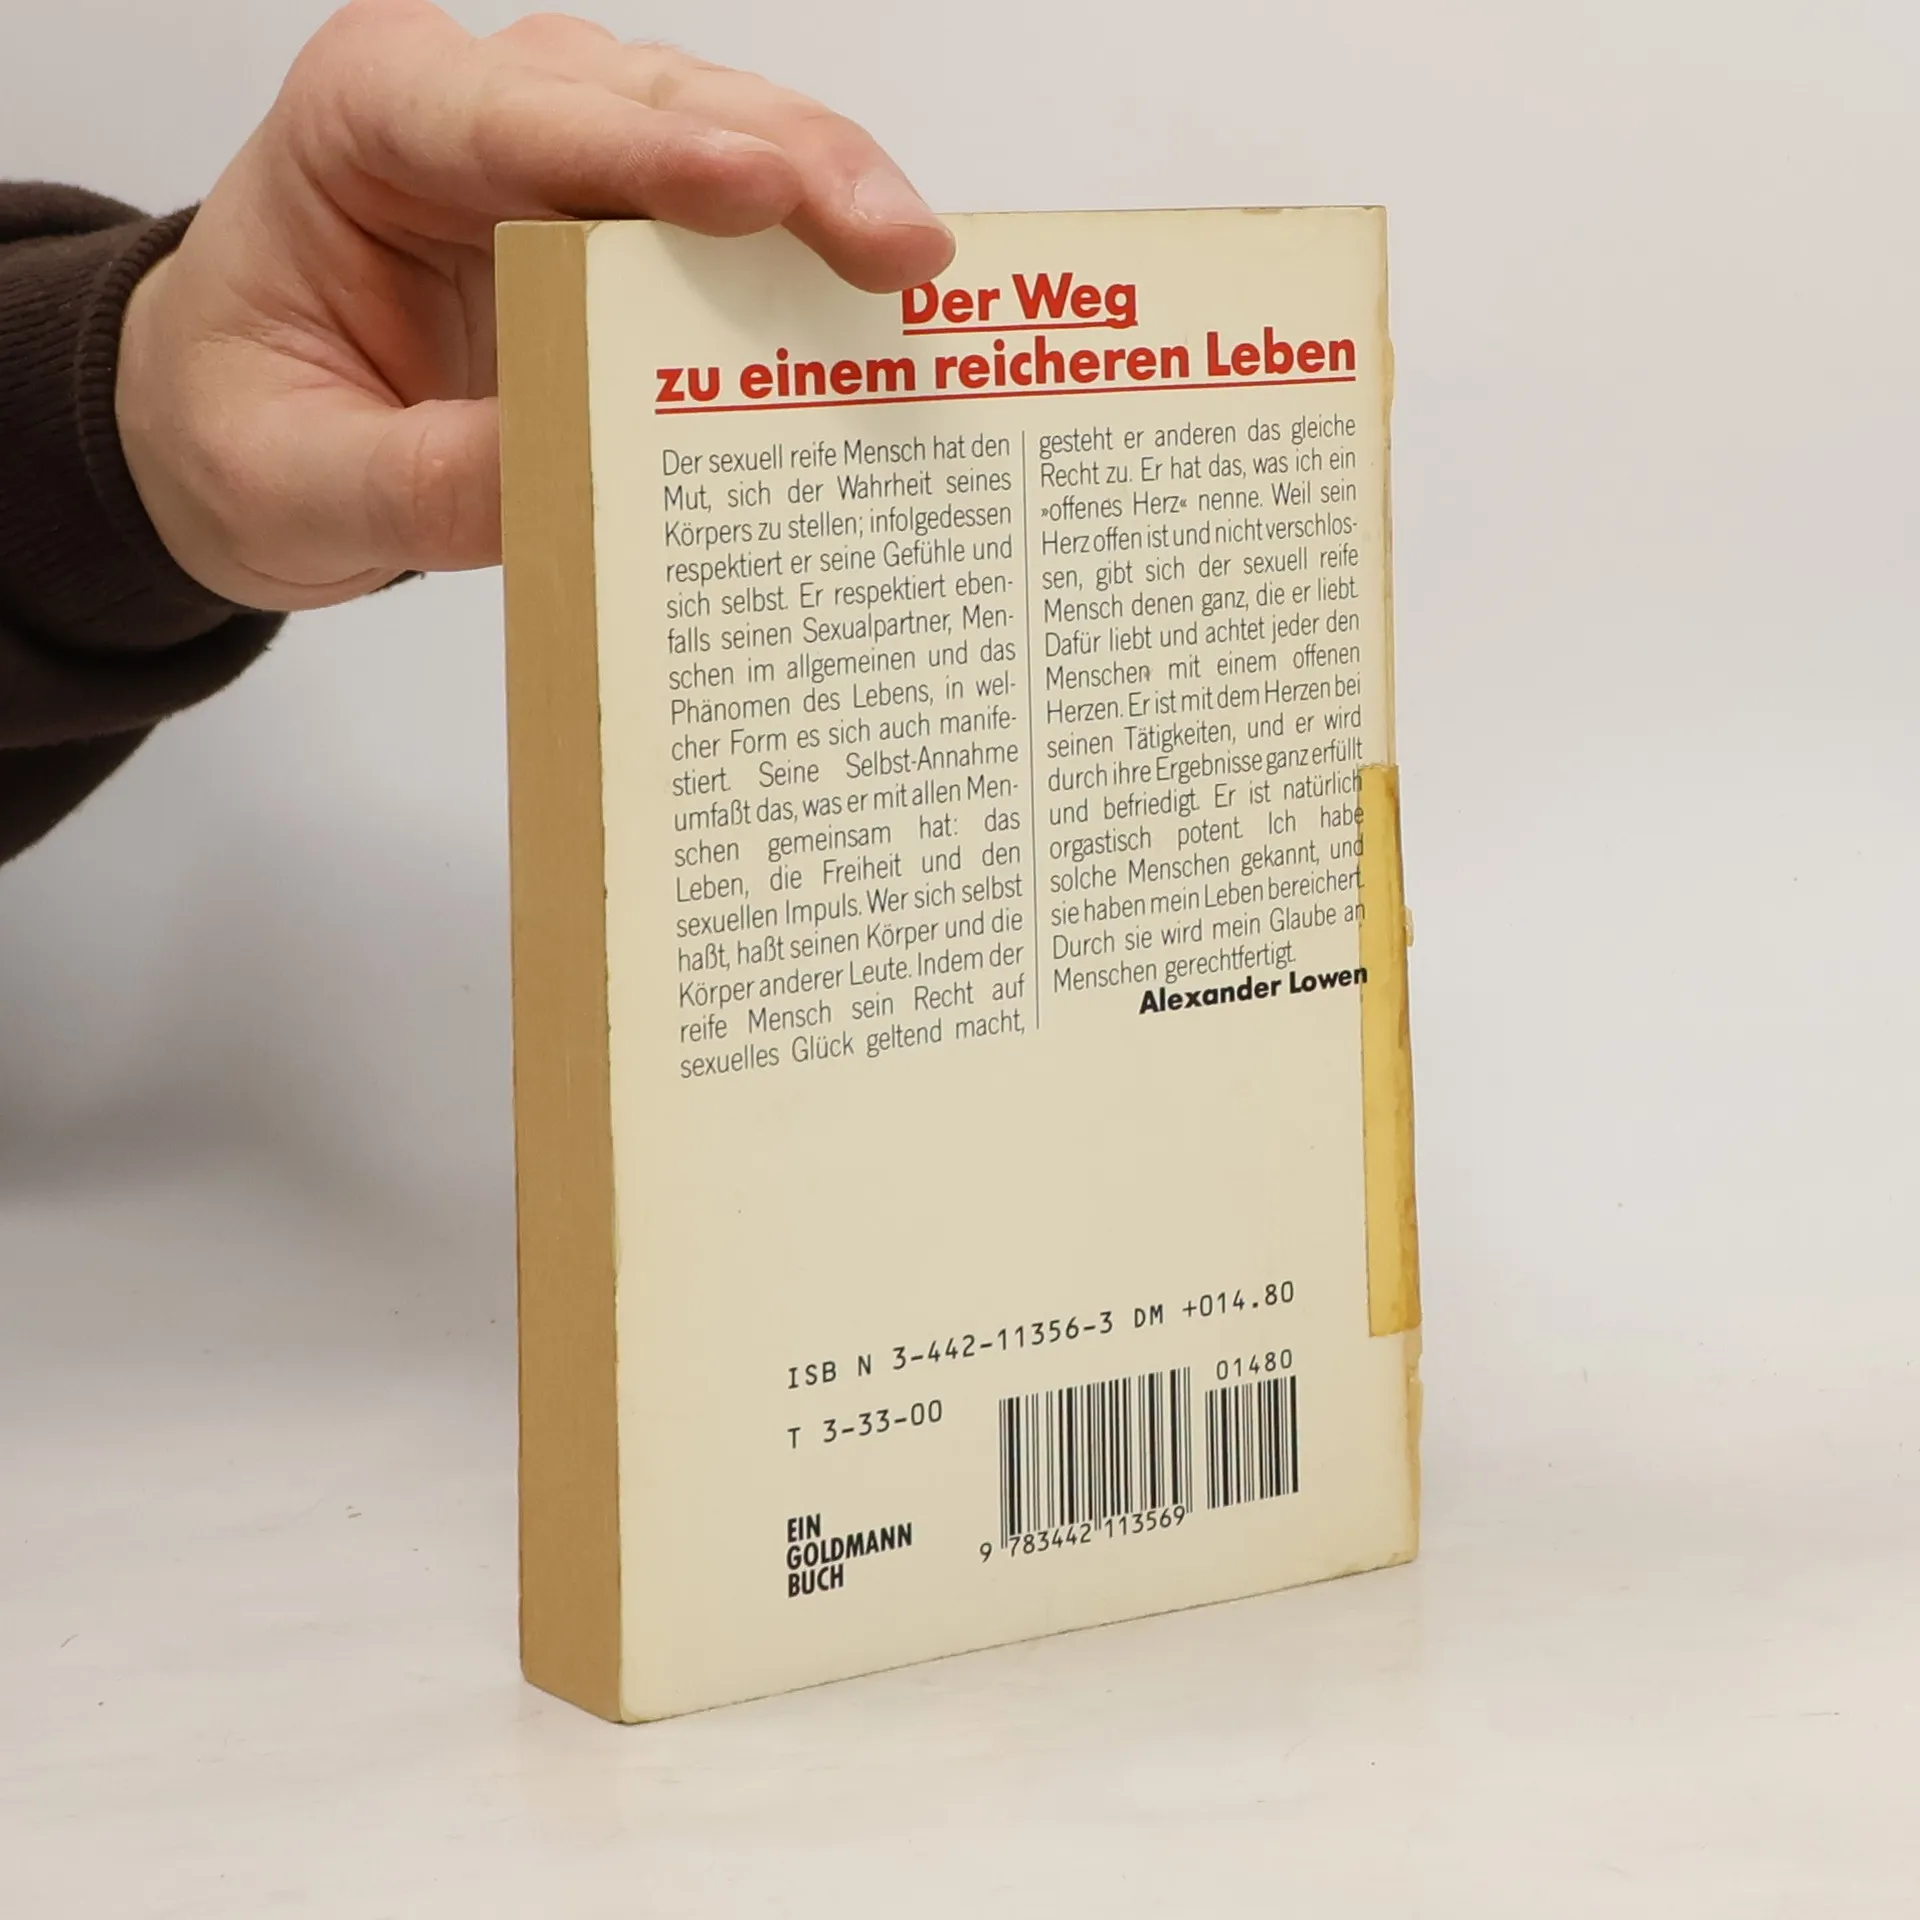 Der Weg
zu einem reicheren Leben
Der sexuell reife Mensch hat den
Mut, sich der Wahrheit seines
Körpers zu stellen; infolgedessen
respektiert er seine Gefühle und
sich selbst. Er respektiert eben-
falls seinen Sexualpartner, Men-
schen im allgemeinen und das
Phänomen des Lebens, in wel-
cher Form es sich auch manife-
stiert. Seine Selbst-Annahme
umfaßt das, was er mit allen Men-
schen gemeinsam hat: das
Leben, die Freiheit und den
sexuellen Impuls. Wer sich selbst
haßt, haßt seinen Körper und die
Körper anderer Leute. Indem der
reife Mensch sein Recht auf
sexuelles Glück geltend macht,
gesteht er anderen das gleiche
Recht zu. Er hat das, was ich ein
»offenes Herz« nenne. Weil sein
Herz offen ist und nicht verschlos-
sen, gibt sich der sexuell reife
Mensch denen ganz, die er liebt.
Dafür liebt und achtet jeder den
Menschen mit einem offenen
Herzen. Er ist mit dem Herzen bei
seinen Tätigkeiten, und er wird
durch ihre Ergebnisse ganz erfüllt
und befriedigt. Er ist natürlich
orgastisch potent. Ich habe
solche Menschen gekannt, und
sie haben mein Leben bereichert.
Durch sie wird mein Glaube an
Menschen gerechtfertigt.
Alexander Lowen
ISB N 3-442-11356-3 DM +014.80
T 3-33-00
01480
9 783442 113569
EIN
GOLDMANN
BUCH